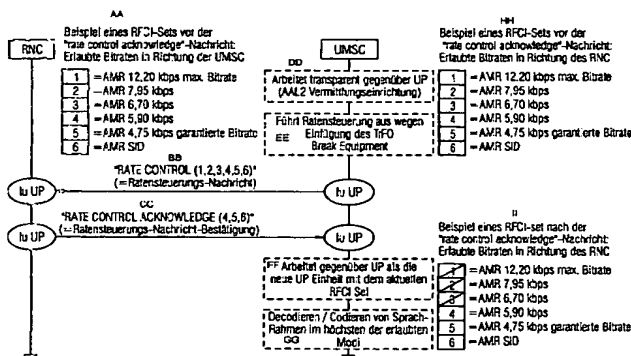 AA
Beispiel eines RFCI-Sets vor der
"rate control acknowledge"-Nachricht:
Erlaubte Bitraten in Richtung der UMSC
RNC
1 =AMR 12,20 kbps max. Bitrate
2 =AMR 7,95 kbps
3 =AMR 6,70 kbps
4 =AMR 5,90 kbps
5 =AMR 4,75 kbps garantierte Bitrate
6 =AMR SID
UMSC
DD
Arbeitet transparent gegenüber UP
(AAL2 Vermittlungseinrichtung)
Führt Ratensteuerung aus wegen
EE Einfügung des TrFO
Break Equipment
HH
Beispiel eines RFCI-Sets vor der
"rate control acknowledge"-Nachricht:
Erlaubte Bitraten in Richtung des RNC
1 =AMR 12,20 kbps max. Bitrate
2 =AMR 7,95 kbps
3 =AMR 6,70 kbps
4 =AMR 5,90 kbps
5 =AMR 4,75 kbps garantierte Bitrate
6 =AMR SID
BB
"RATE CONTROL (1,2,3,4,5,6)"
(=Ratensteuerungs-Nachricht)
Iu UP
Iu UP
CC
"RATE CONTROL ACKNOWLEDGE (4,5,6)"
(=Ratensteuerungs-Nachricht-Bestätigung)
Iu UP
Iu UP
FF Arbeitet gegenüber UP als die
neue UP Einheit mit dem aktuellen
RFCI Set
Decodieren / Codieren von Sprach-
Rahmen im höchsten der erlaubten
GG Modi
II
Beispiel eines RFCI-set nach der
"rate control acknowledge"-Nachricht:
Erlaubte Bitraten in Richtung des RNC
1 =AMR 12,20 kbps max. Bitrate
2 =AMR 7,95 kbps
3 =AMR 6,70 kbps
4 =AMR 5,90 kbps
5 =AMR 4,75 kbps garantierte Bitrate
6 =AMR SID